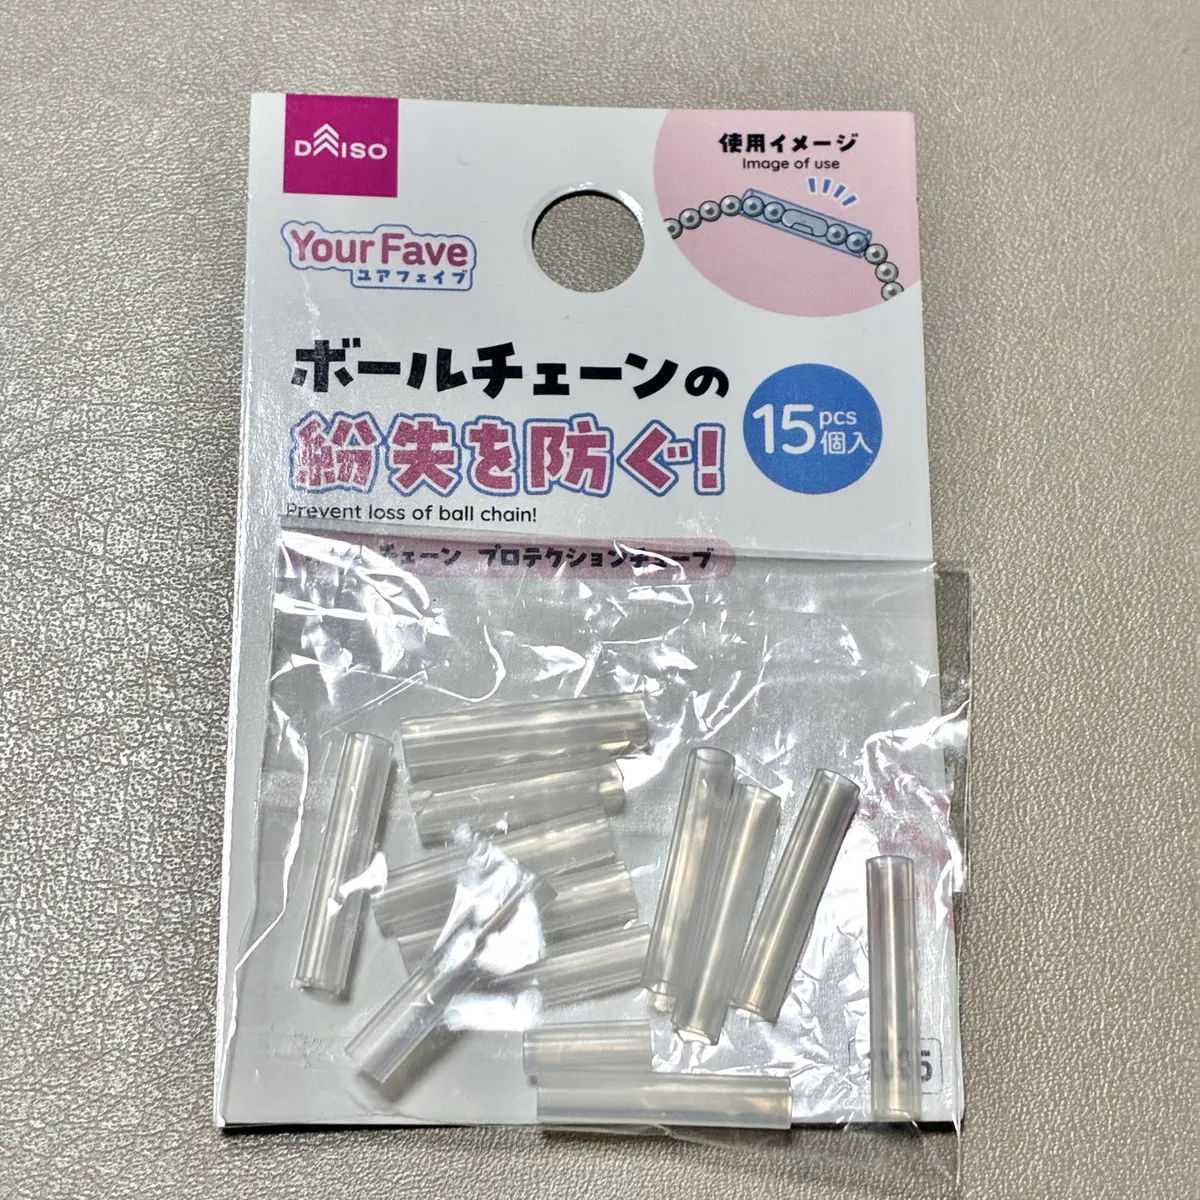 DAISO
使用イメージ
Image of use
Your Fave
ユアフェイブ
ボールチェーンの
紛失を防ぐ!
15pcs
個入
Prevent loss of ball chain!
チェーン プロテクションチューブ